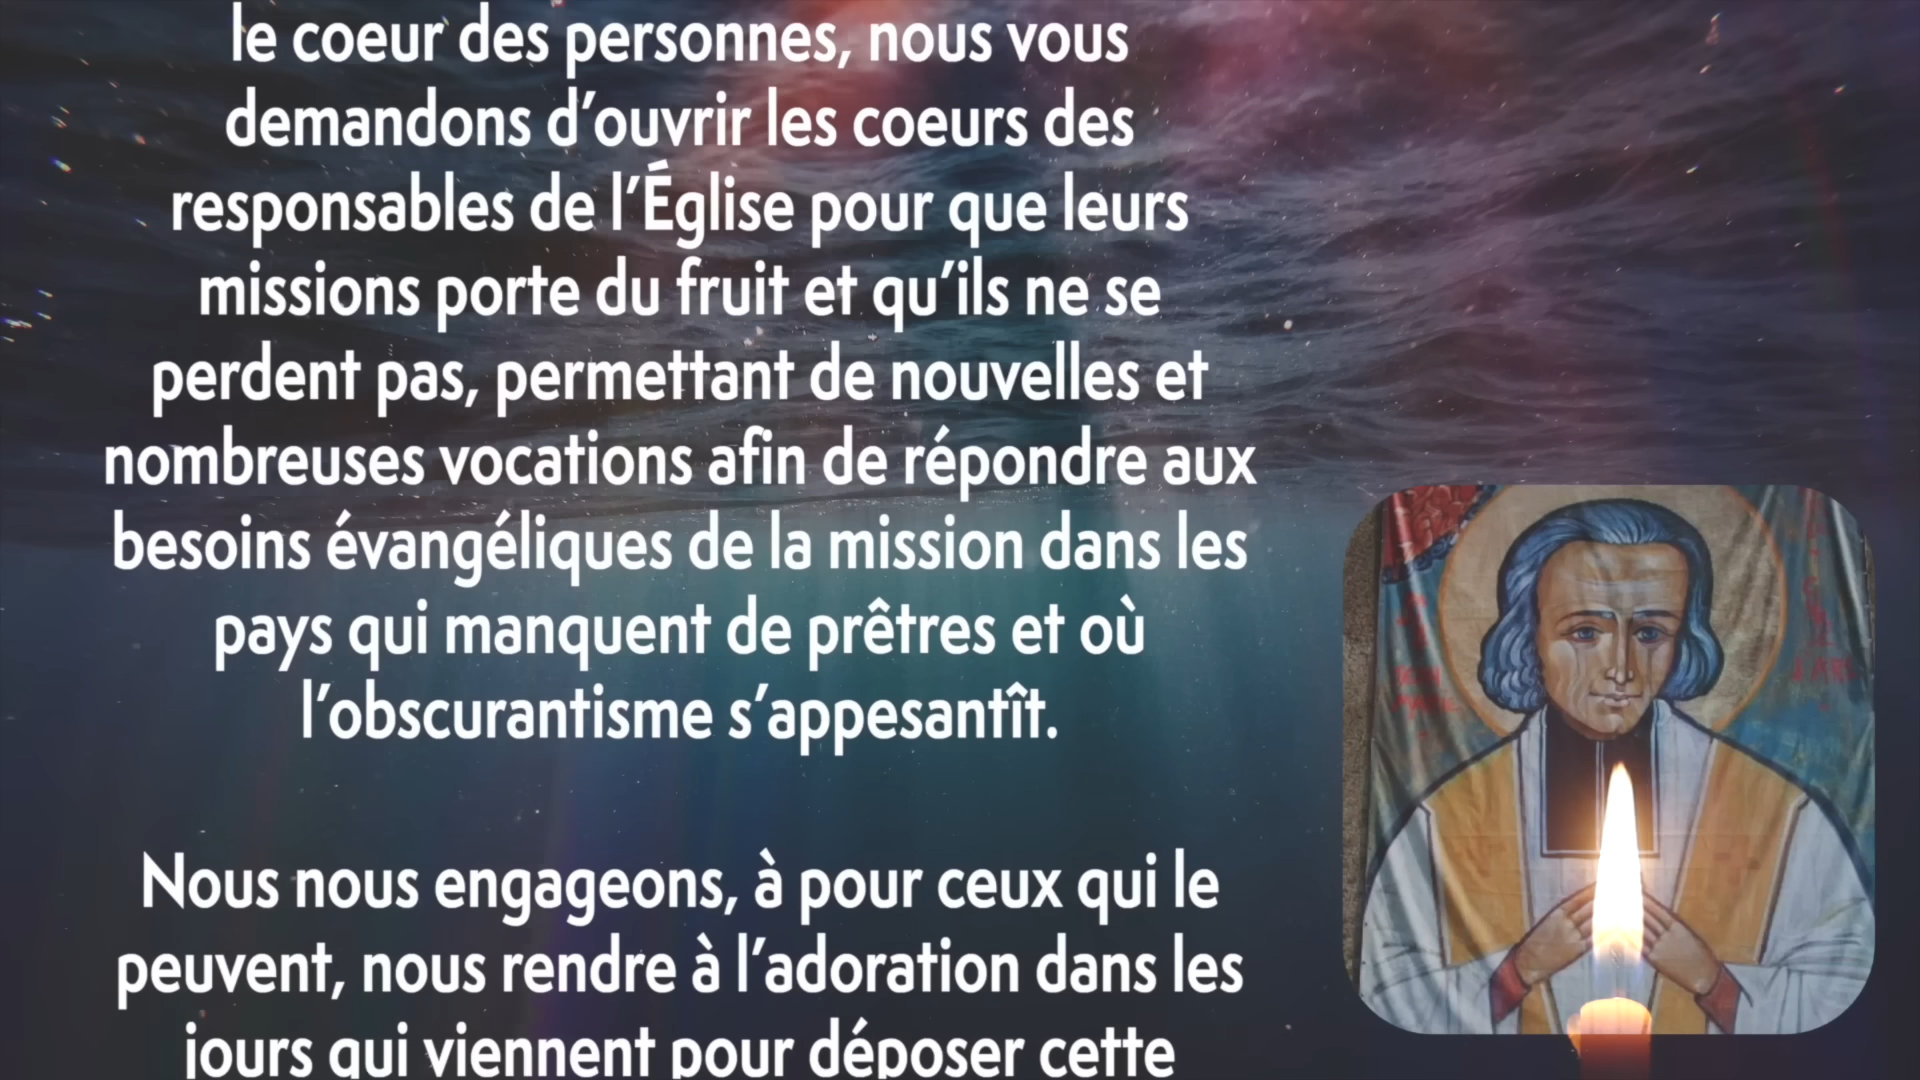 le coeur des personnes, nous vous
demandons d’ouvrir les coeurs des
responsables de l’Église pour que leurs
missions porte du fruit et qu’ils ne se
perdent pas, permettant de nouvelles et
nombreuses vocations afin de répondre aux
besoins évangéliques de la mission dans les
pays qui manquent de prêtres et où
l’obscurantisme s’appesantît.
Nous nous engageons, à pour ceux qui le
peuvent, nous rendre à l’adoration dans les
jours qui viennent pour déposer cette